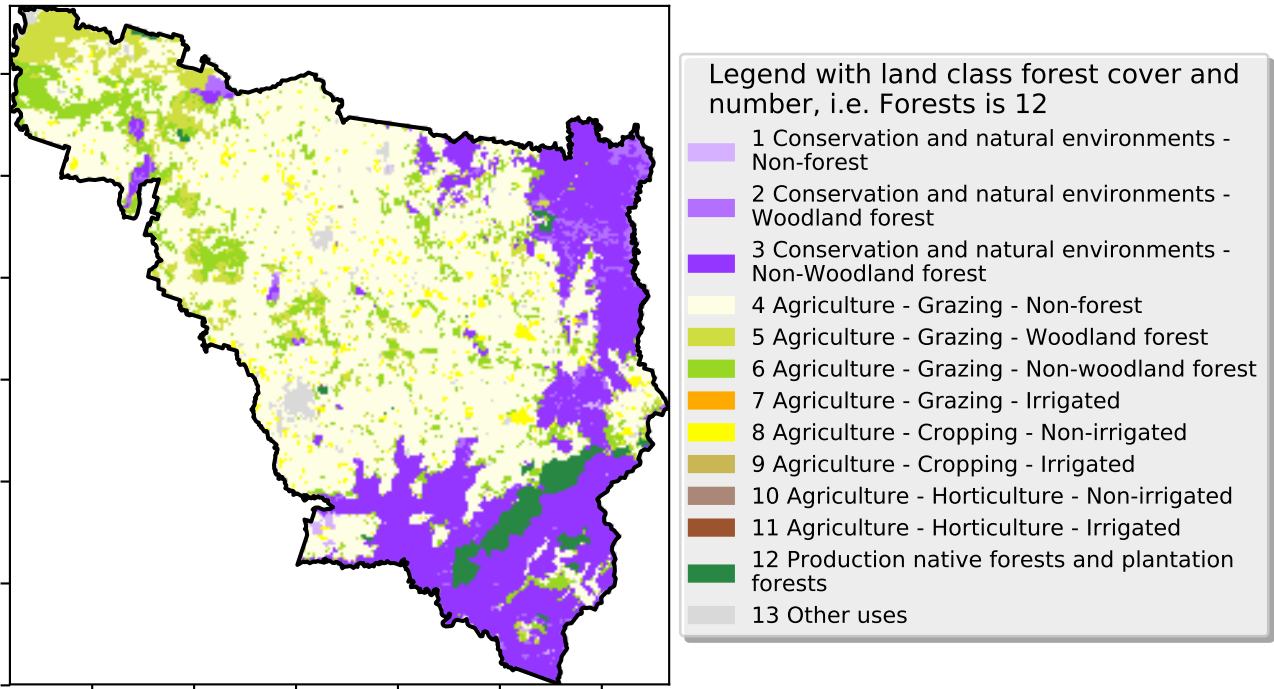 Legend with land class forest cover and
number, i.e. Forests is 12
1 Conservation and natural environments -
Non-forest
2 Conservation and natural environments -
Woodland forest
3 Conservation and natural environments -
Non-Woodland forest
4 Agriculture - Grazing - Non-forest
5 Agriculture - Grazing - Woodland forest
6 Agriculture - Grazing - Non-woodland forest
7 Agriculture - Grazing - Irrigated
8 Agriculture - Cropping - Non-irrigated
9 Agriculture - Cropping - Irrigated
10 Agriculture - Horticulture - Non-irrigated
11 Agriculture - Horticulture - Irrigated
12 Production native forests and plantation
forests
13 Other uses